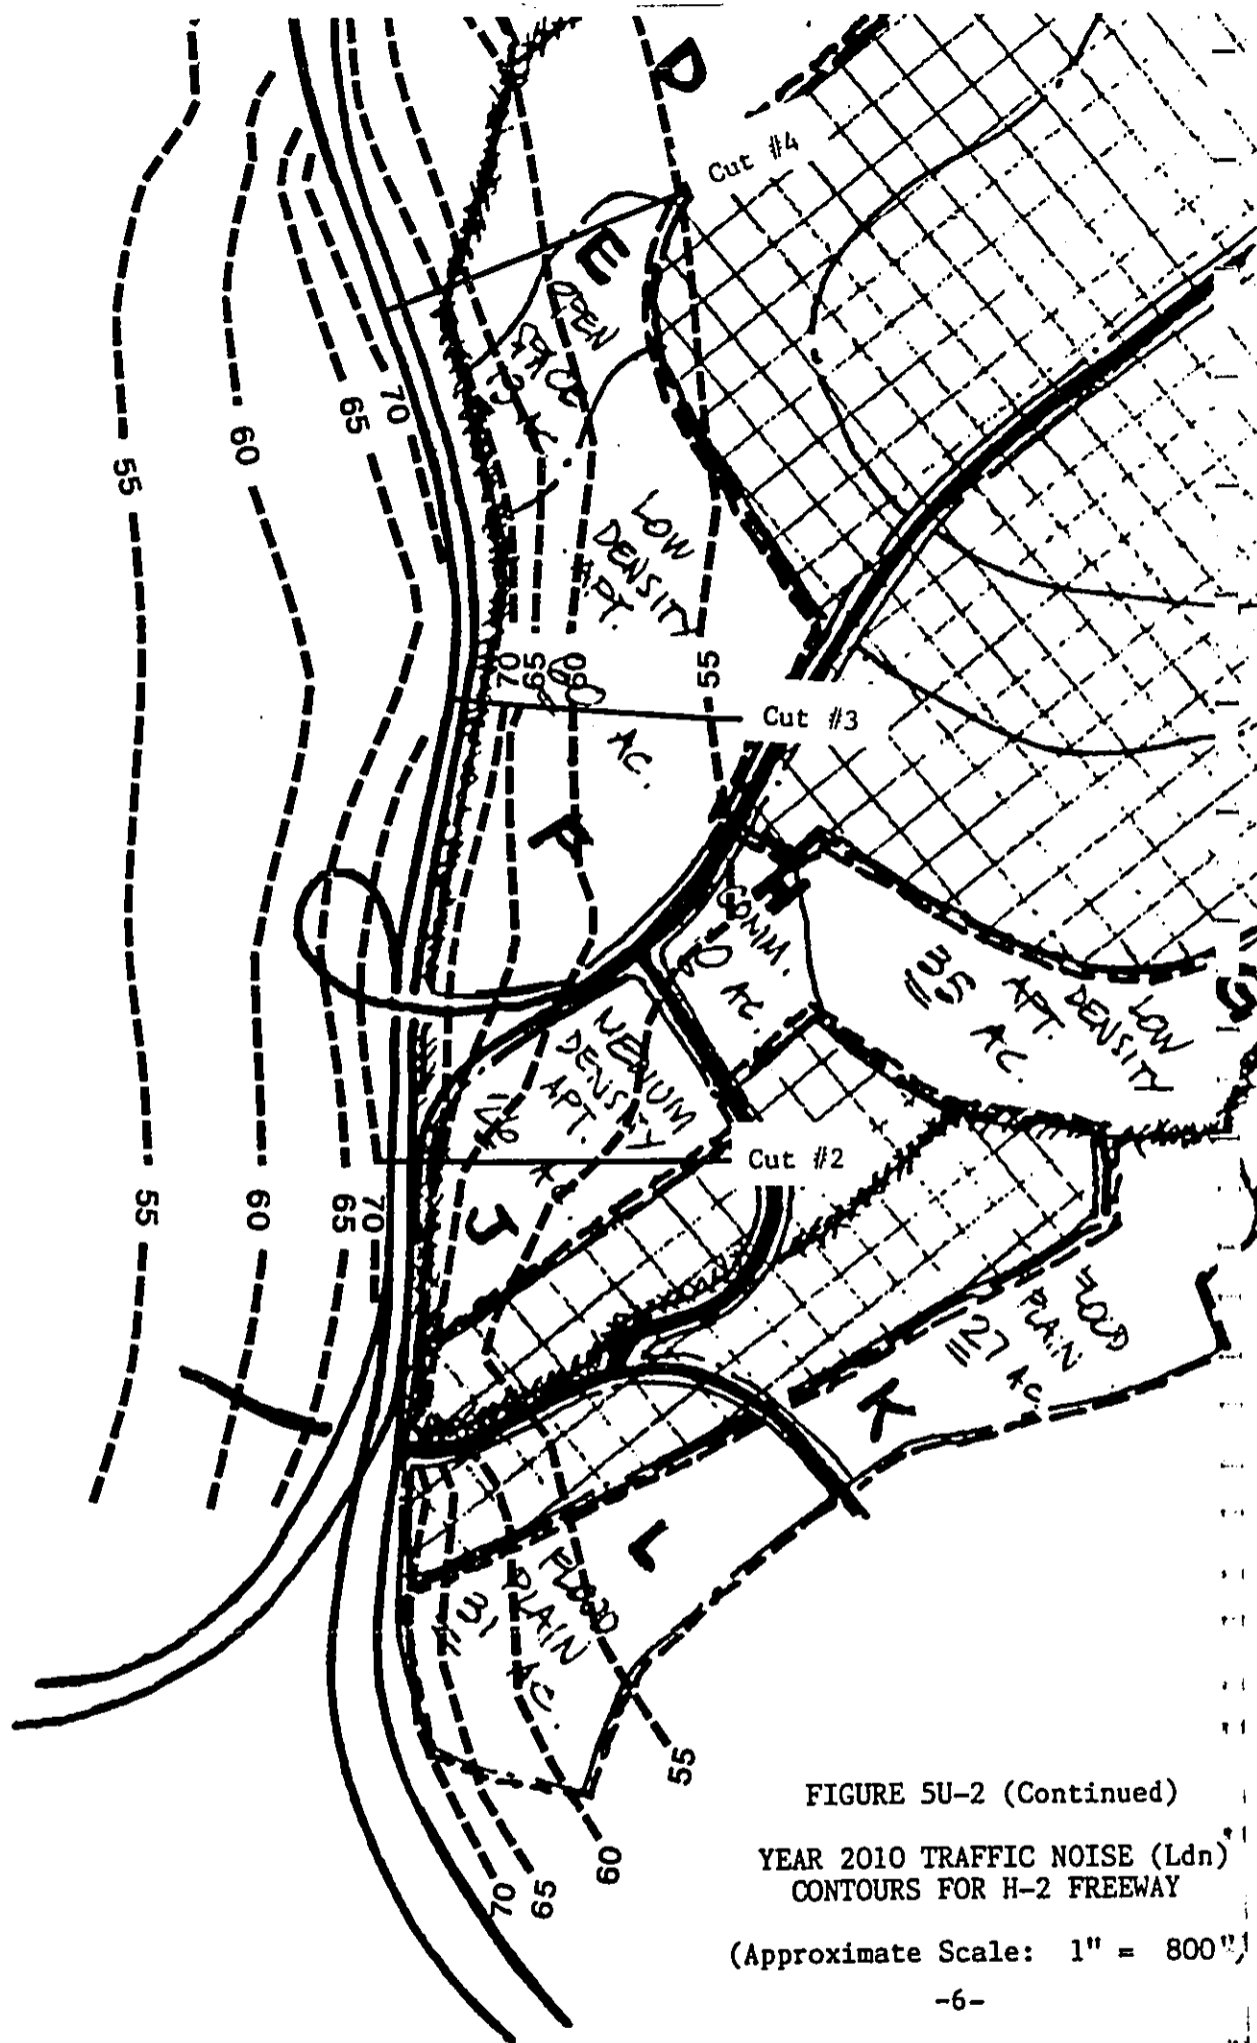 D
Cut #4
E
OPEN
SPACE
LOW
DENSITY
APT.
AC.
70
65
60
55
70
65
60
55
Cut #3
F
H
COMM.
10 AC.
35
AC.
LOW
DENSITY
APT.
G
MEDIUM
DENSITY
APT.
16
Cut #2
J
70
65
60
55
FLOOD
PLAIN
27 AC.
K
L
FLOOD
PLAIN
31
AC.
55
60
65
70
FIGURE 5U-2 (Continued)
YEAR 2010 TRAFFIC NOISE (Ldn)
CONTOURS FOR H-2 FREEWAY
(Approximate Scale: 1" = 800")
-6-